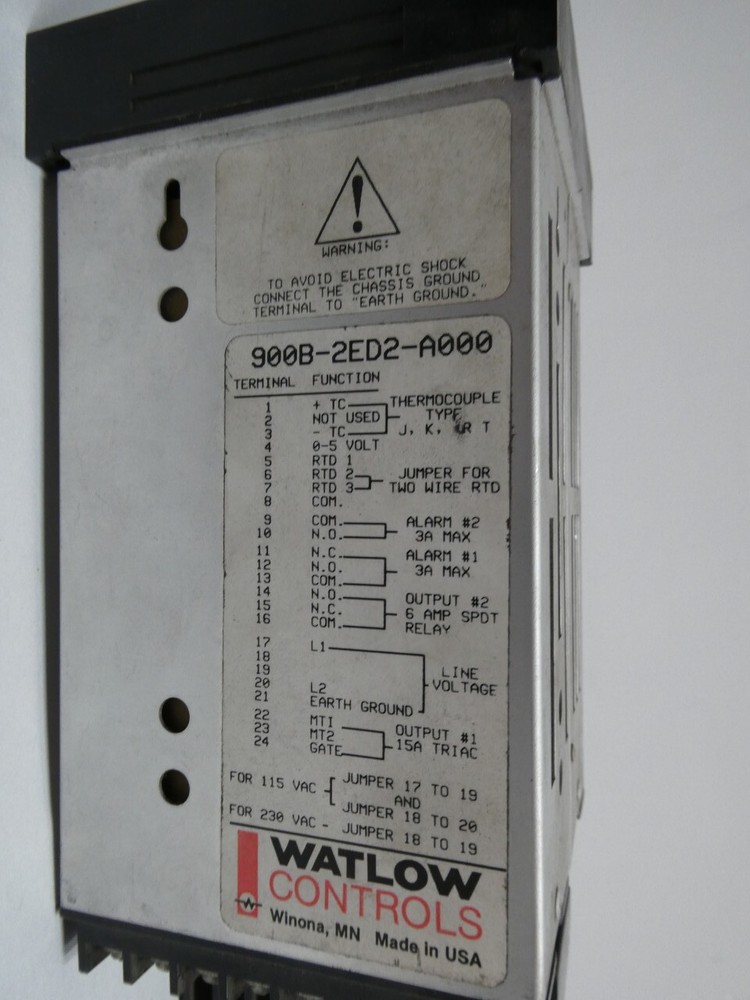 WARNING:
TO AVOID ELECTRIC SHOCK
CONNECT THE CHASSIS GROUND
TERMINAL TO "EARTH GROUND."
900B-2ED2-A000
TERMINAL FUNCTION
1 + TC THERMOCOUPLE
2 NOT USED TYPE
3 - TC J, K, R T
4 0-5 VOLT
5 RTD 1
6 RTD 2 JUMPER FOR
7 RTD 3 TWO WIRE RTD
8 COM.
9 COM. ALARM #2
10 N.O. 3A MAX
11 N.C. ALARM #1
12 N.O. 3A MAX
13 COM.
14 N.O. OUTPUT #2
15 N.C. 6 AMP SPDT
16 COM. RELAY
17 L1
18
19 LINE
20 L2 VOLTAGE
21 EARTH GROUND
22 MT1 OUTPUT #1
23 MT2 15A TRIAC
24 GATE
FOR 115 VAC { JUMPER 17 TO 19
AND
JUMPER 18 TO 20
FOR 230 VAC - JUMPER 18 TO 19
WATLOW
CONTROLS
Winona, MN Made in USA